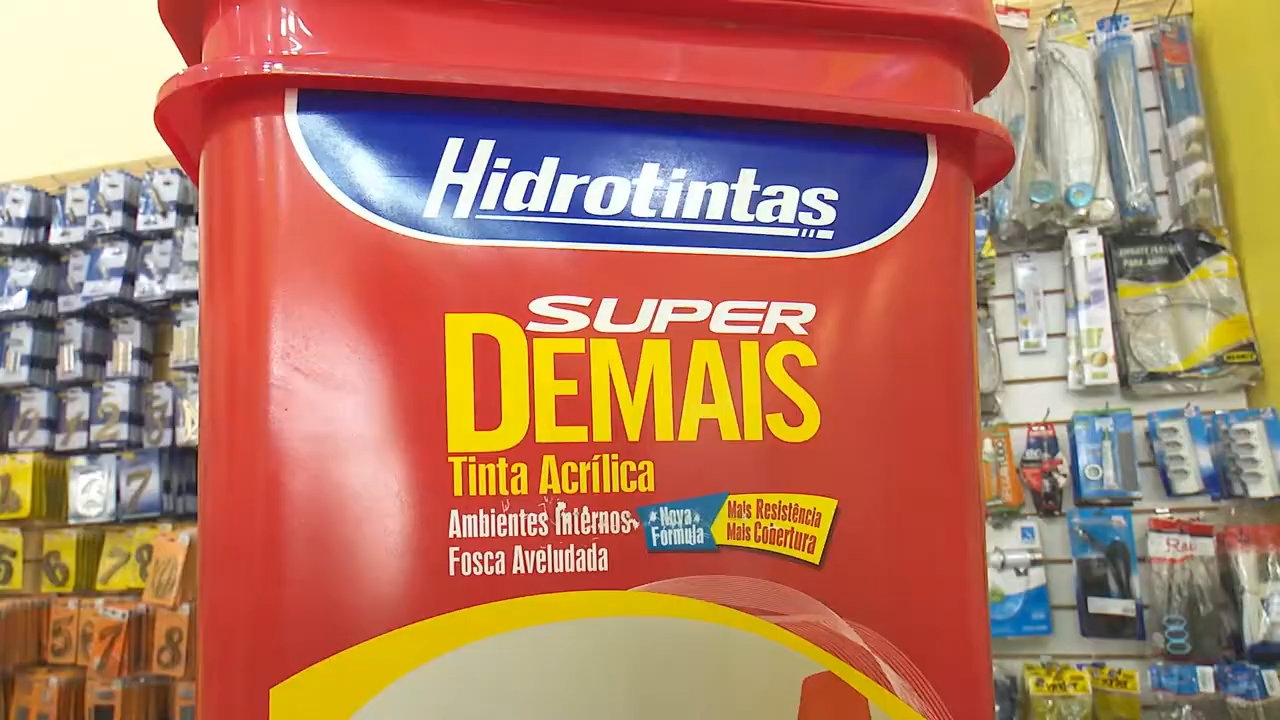 Hidrotintas
SUPER
DEMAIS
Tinta Acrílica
Ambientes Internos
Fosca Aveludada
Nova
Fórmula
Mais Resistência
Mais Cobertura